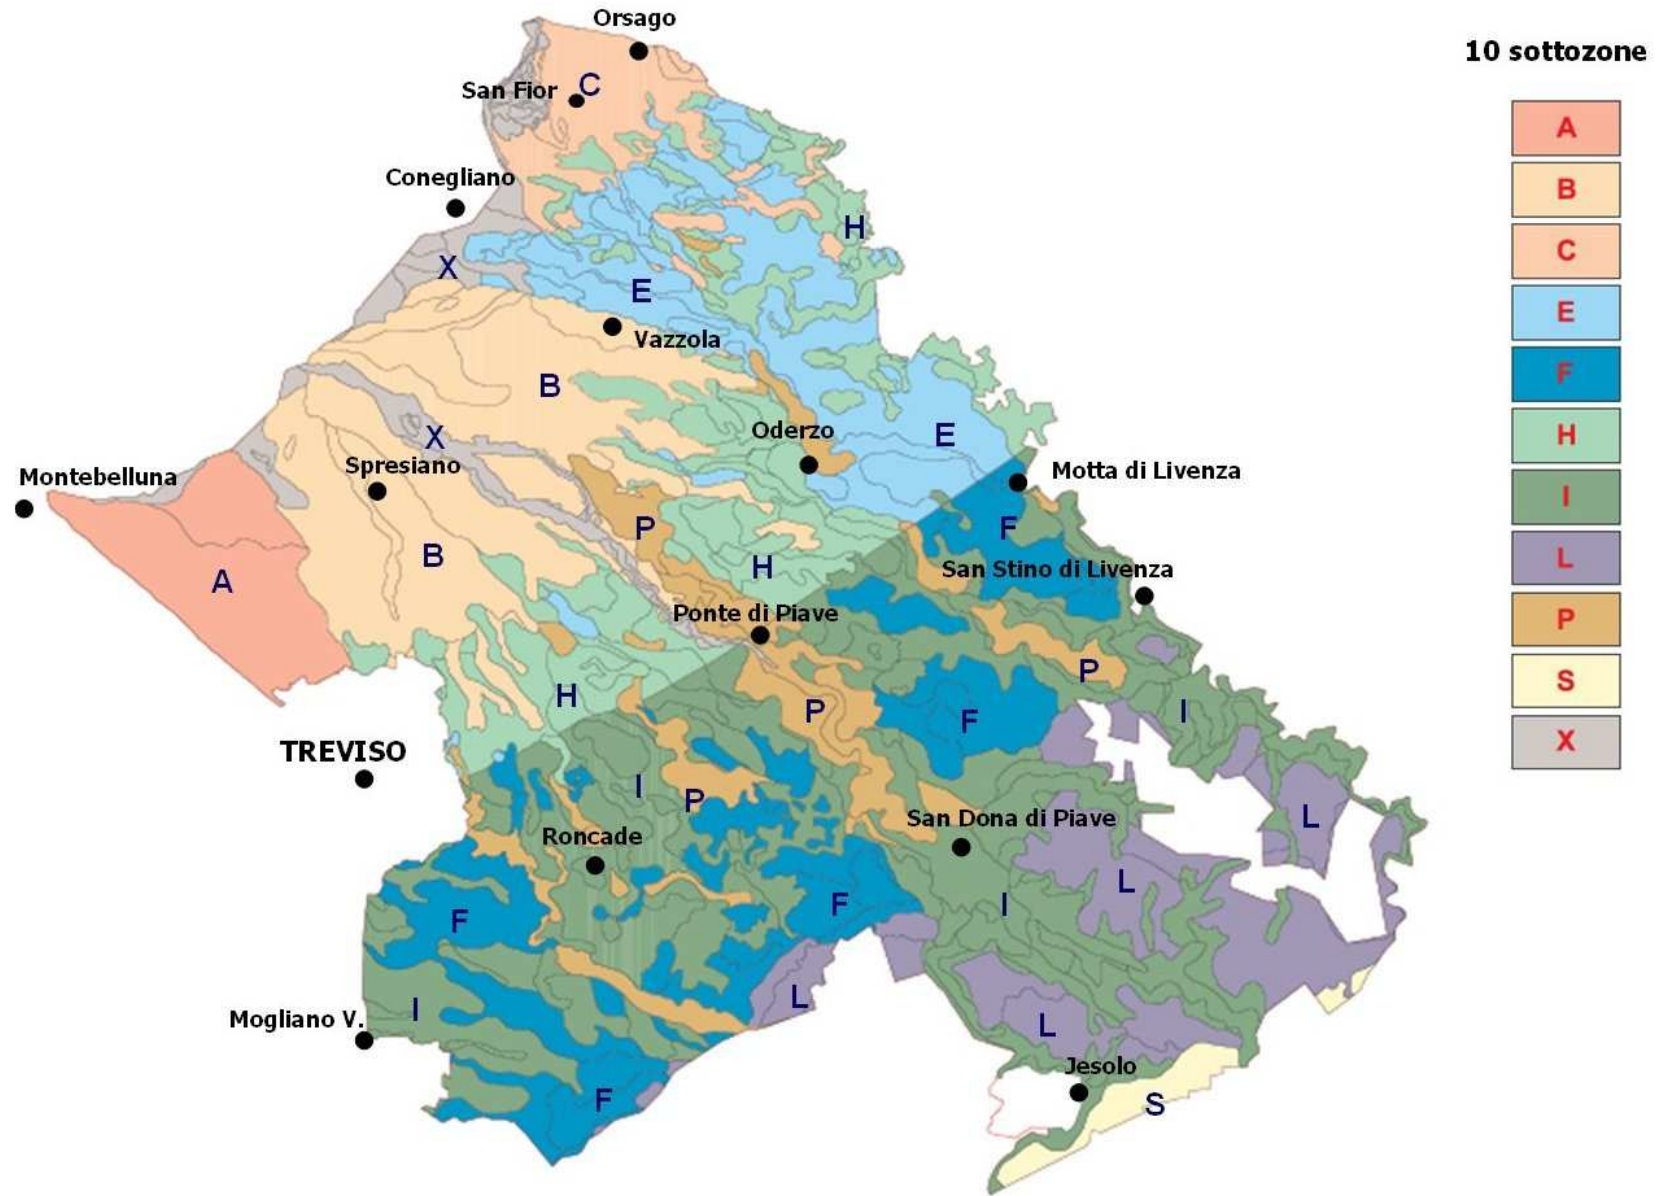 Orsago
10 sottozone
San Fior
C
A
Conegliano
B
H
C
X
E
E
Vazzola
F
B
H
Oderzo
E
X
Montebelluna
Spresiano
Motta di Livenza
I
P
F
L
B
H
San Stino di Livenza
A
P
Ponte di Piave
P
S
H
P
F
I
X
TREVISO
I
P
L
San Dona di Piave
Roncade
L
F
F
I
L
I
Mogliano V.
L
Jesolo
F
S